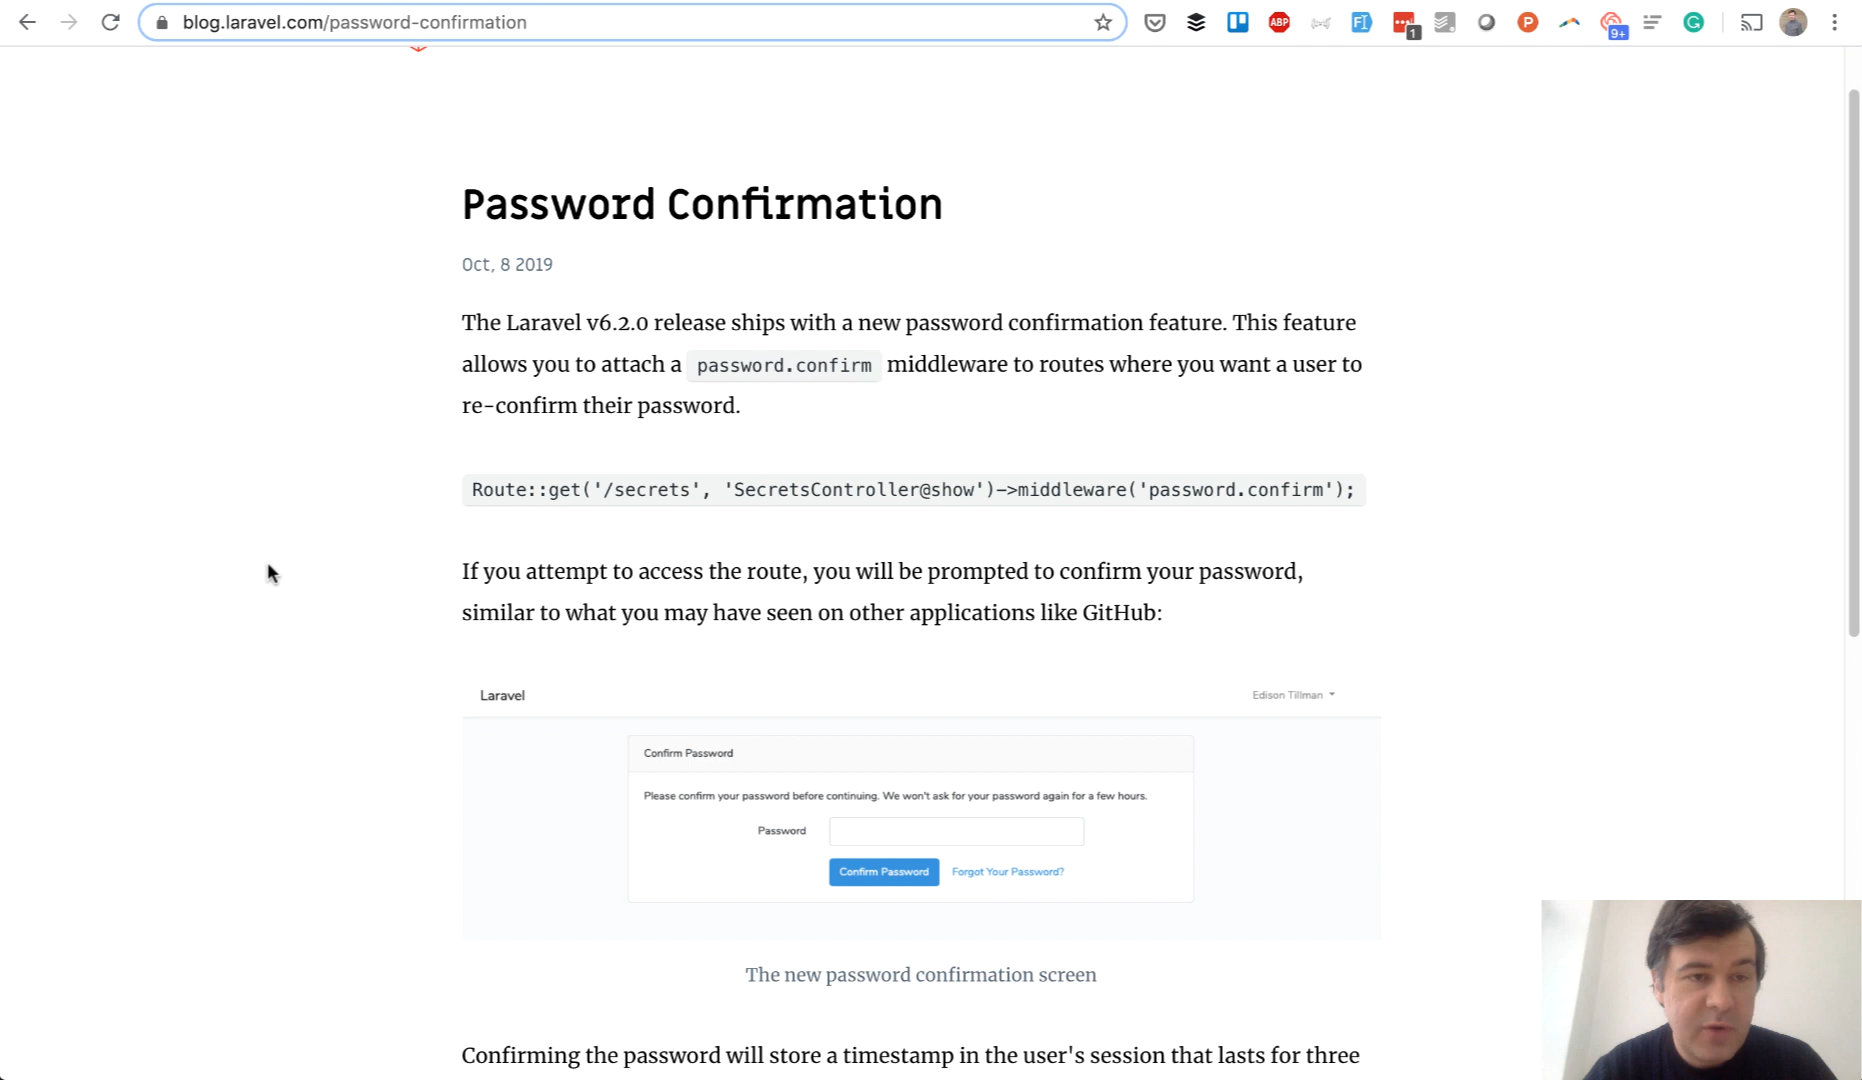 blog.laravel.com/password-confirmation
ABP
1
P
9+
G
Password Confirmation
Oct, 8 2019
The Laravel v6.2.0 release ships with a new password confirmation feature. This feature
allows you to attach a password.confirm middleware to routes where you want a user to
re-confirm their password.
Route::get('/secrets', 'SecretsController@show')->middleware('password.confirm');
If you attempt to access the route, you will be prompted to confirm your password,
similar to what you may have seen on other applications like GitHub:
Laravel
Edison Tillman
Confirm Password
Please confirm your password before continuing. We won't ask for your password again for a few hours.
Password
Confirm Password Forgot Your Password?
The new password confirmation screen
Confirming the password will store a timestamp in the user's session that lasts for three